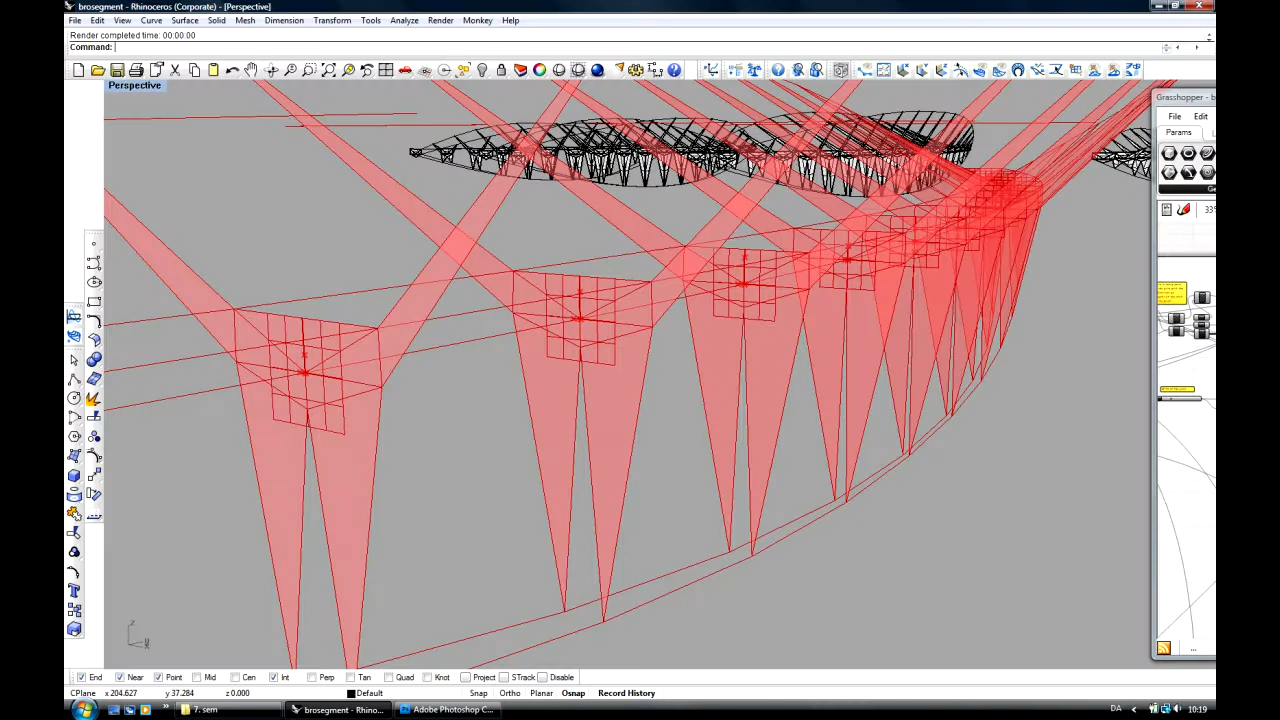 brosegment - Rhinoceros (Corporate) - [Perspective]
File Edit View Curve Surface Solid Mesh Dimension Transform Tools Analyze Render Monkey Help
Render completed time: 00:00:00
Command:
Perspective
Grasshopper - b
File Edit
Params
33%
z
End Near Point Mid Cen Int Perp Tan Quad Knot Project STrack Disable
CPlane x 204.627 y 37.284 z 0.000 Default Snap Ortho Planar Osnap Record History
7. sem brosegment - Rhino... Adobe Photoshop C... DA 10:19